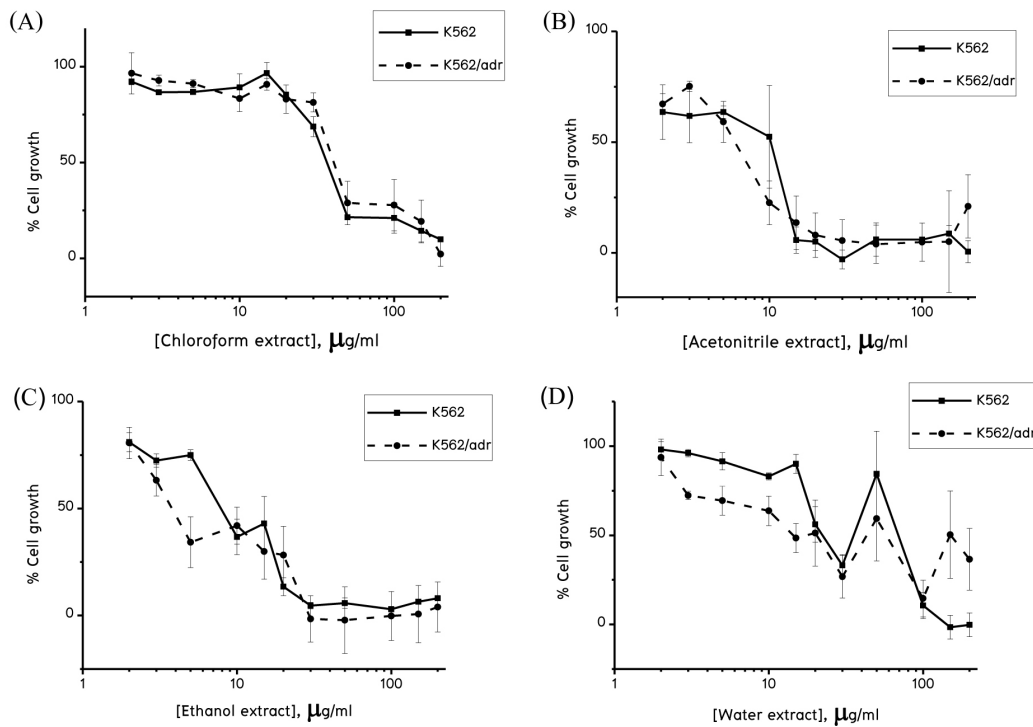 (A)
K562
K562/adr
100
50
0
% Cell growth
1 10 100
[Chloroform extract], µg/ml
(B)
K562
K562/adr
100
50
0
% Cell growth
1 10 100
[Acetonitrile extract], µg/ml
(C)
K562
K562/adr
100
50
0
% Cell growth
1 10 100
[Ethanol extract], µg/ml
(D)
K562
K562/adr
100
50
0
% Cell growth
1 10 100
[Water extract], µg/ml